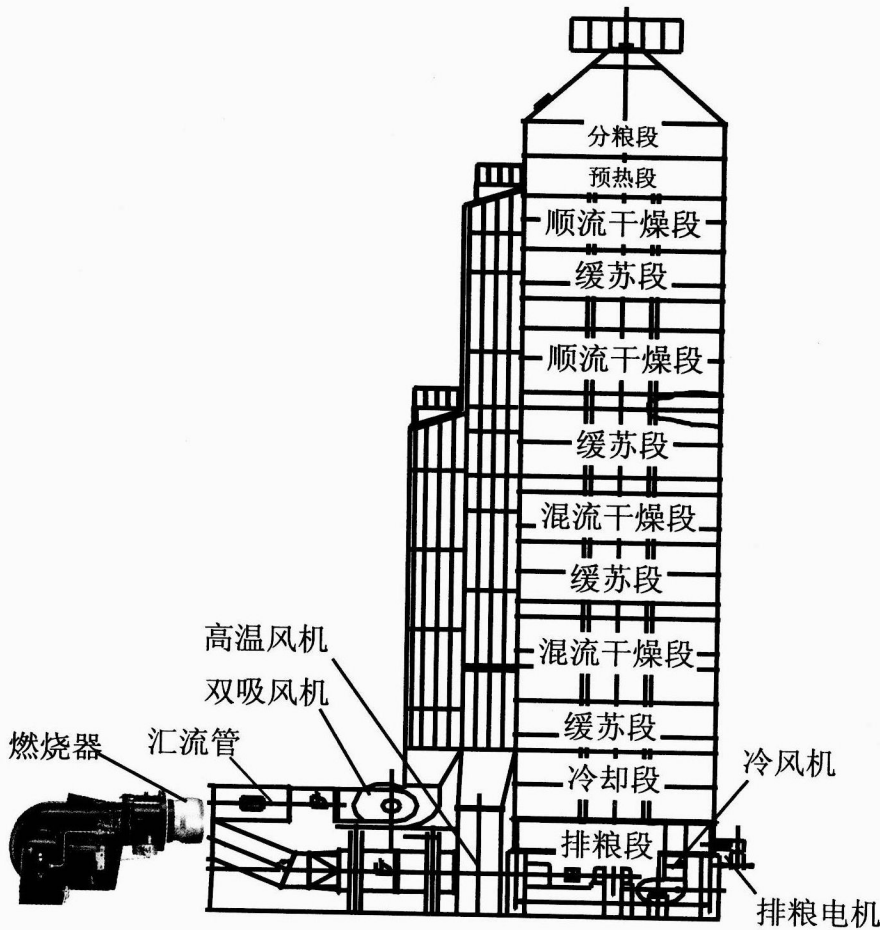 分粮段
预热段
顺流干燥段
缓苏段
顺流干燥段
缓苏段
混流干燥段
缓苏段
高温风机
混流干燥段
双吸风机
缓苏段
燃烧器
汇流管
冷却段
冷风机
排粮段
排粮电机